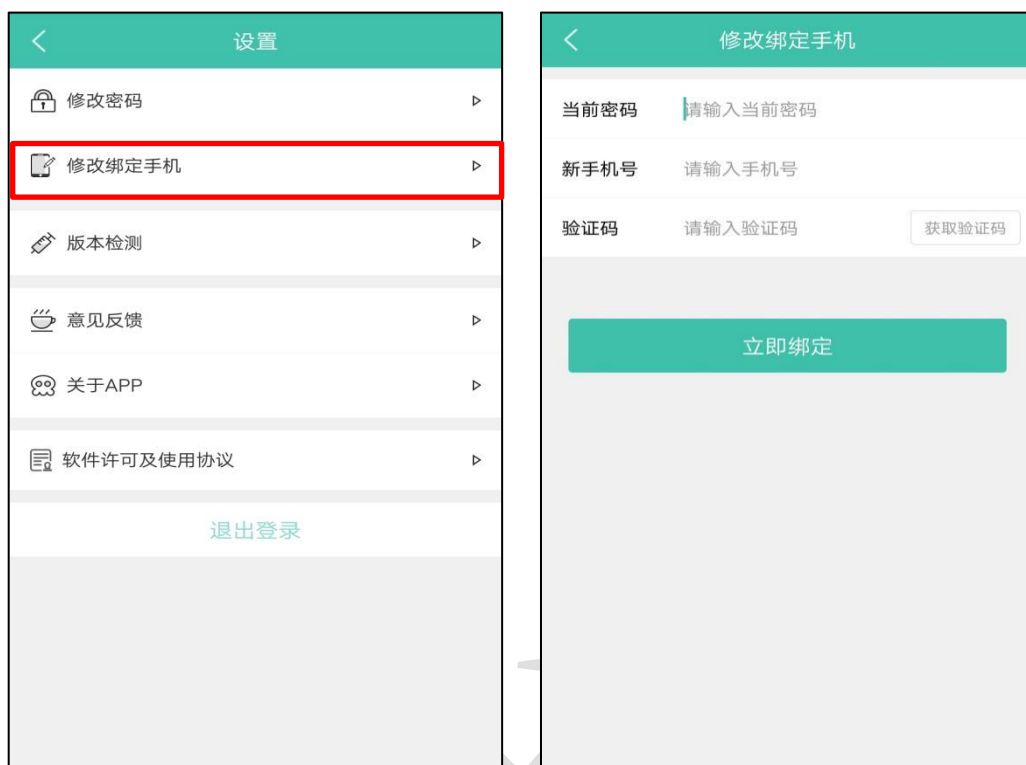 设置
修改密码
修改绑定手机
版本检测
意见反馈
关于APP
软件许可及使用协议
退出登录
修改绑定手机
当前密码 请输入当前密码
新手机号 请输入手机号
验证码 请输入验证码 获取验证码
立即绑定